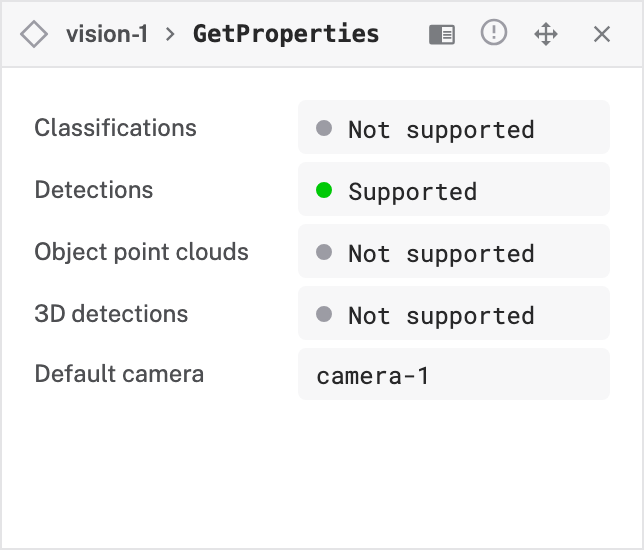 vision-1 > GetProperties
Classifications Not supported
Detections Supported
Object point clouds Not supported
3D detections Not supported
Default camera camera-1